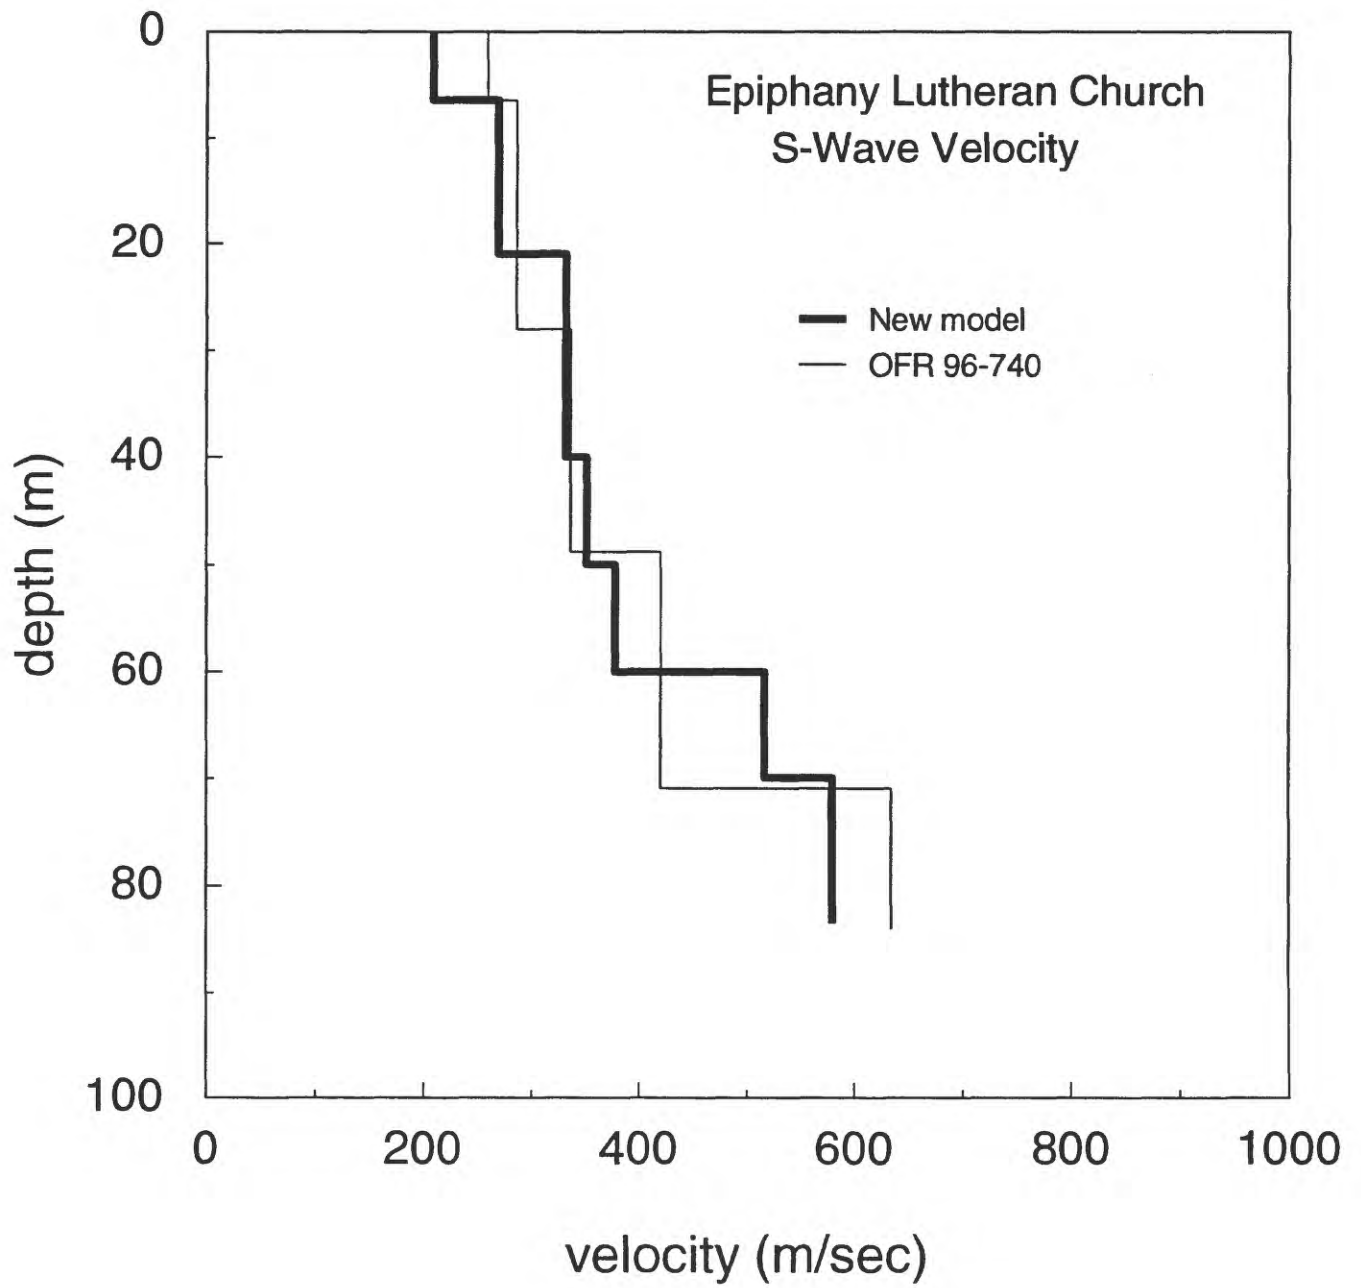 Epiphany Lutheran Church
S-Wave Velocity
New model
OFR 96-740
depth (m)
0
20
40
60
80
100
0 200 400 600 800 1000
velocity (m/sec)